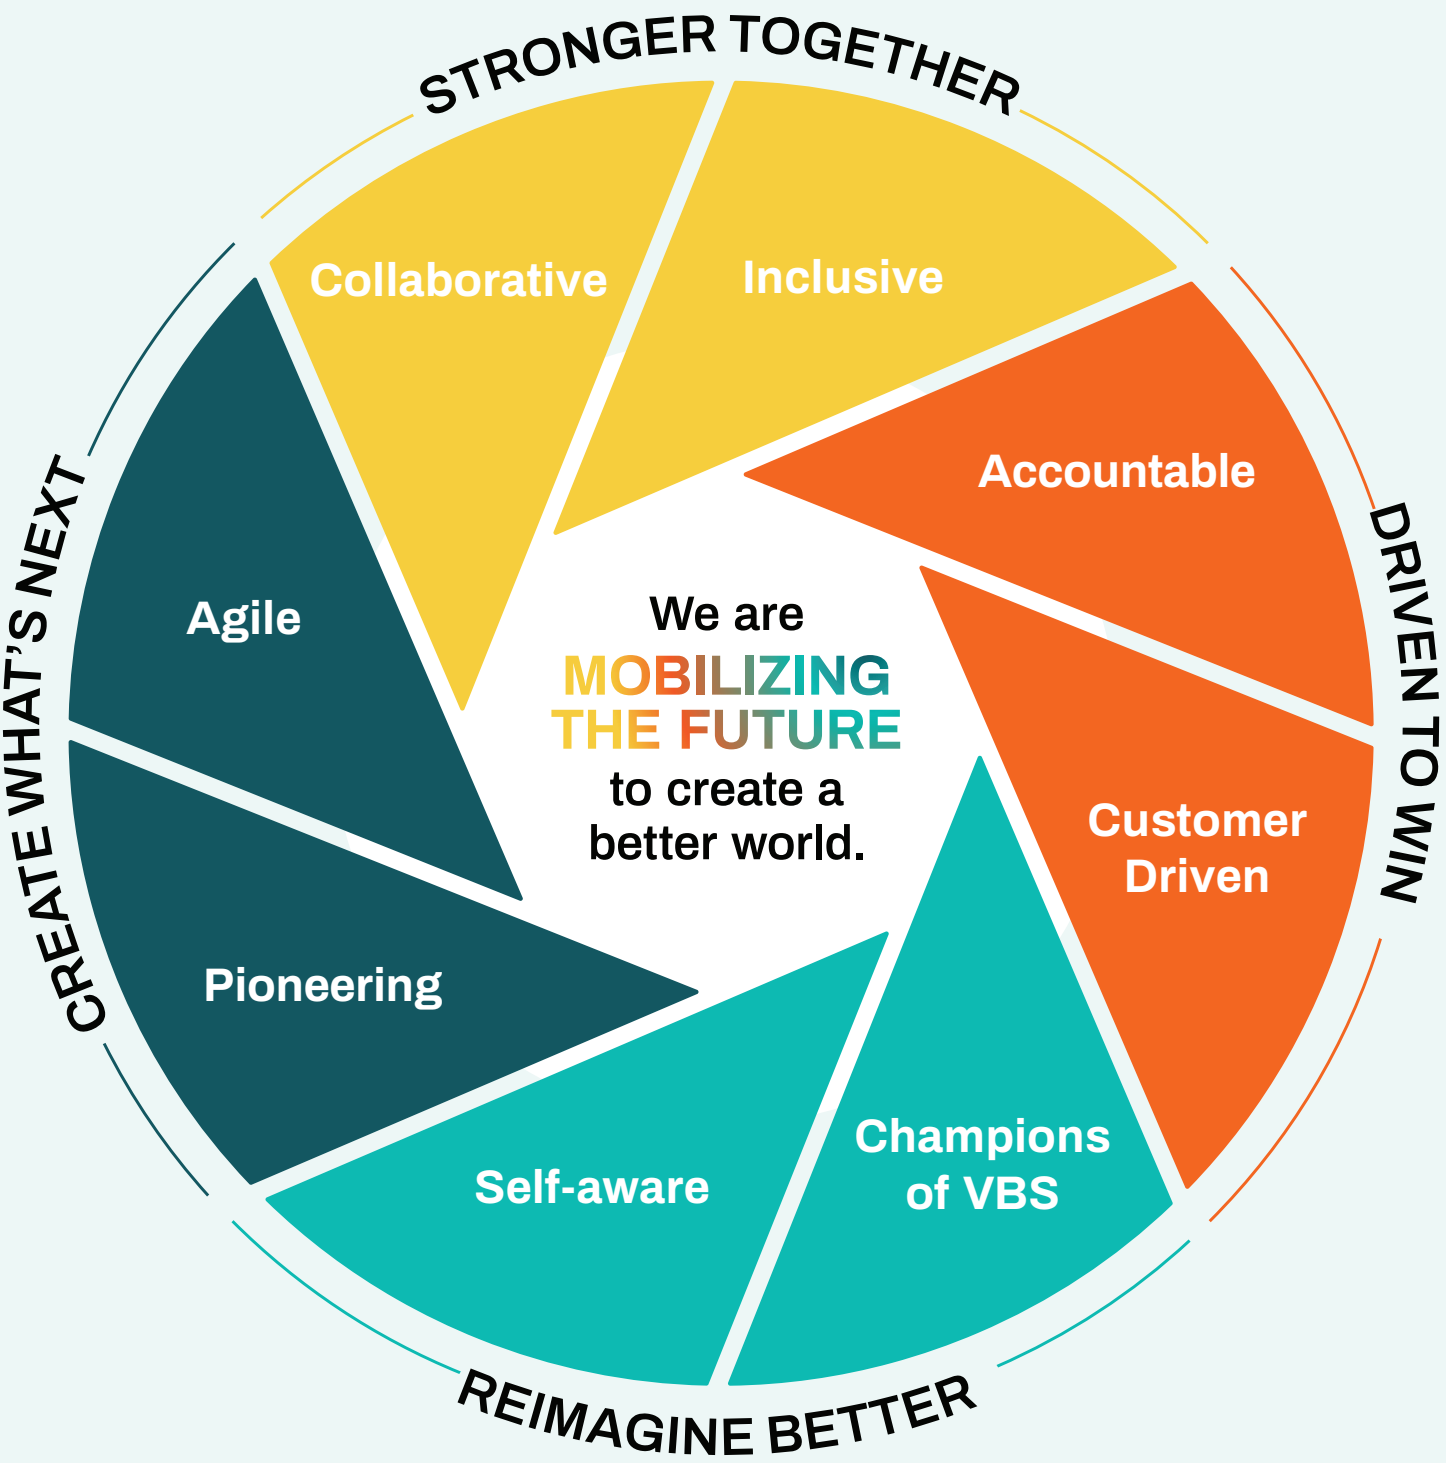 STRONGER TOGETHER
Collaborative
Inclusive
Accountable
DRIVEN TO WIN
Customer
Driven
Champions
of VBS
REIMAGINE BETTER
Self-aware
Pioneering
Agile
CREATE WHAT'S NEXT
We are
MOBILIZING
THE FUTURE
to create a
better world.